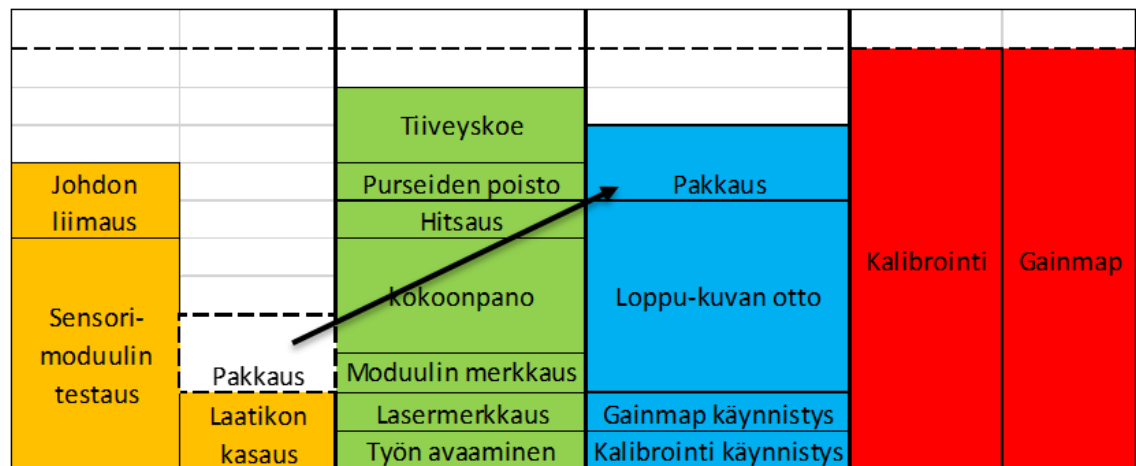 Johdon
liimaus
Sensori-
moduulin
testaus
Pakkaus
Laatikon
kasaus
Tiiveyskoe
Purseiden poisto
Hitsaus
kokoonpano
Moduulin merkkaus
Lasermerkkaus
Työn avaaminen
Pakkaus
Loppu-kuvan otto
Gainmap käynnistys
Kalibrointi käynnistys
Kalibrointi
Gainmap